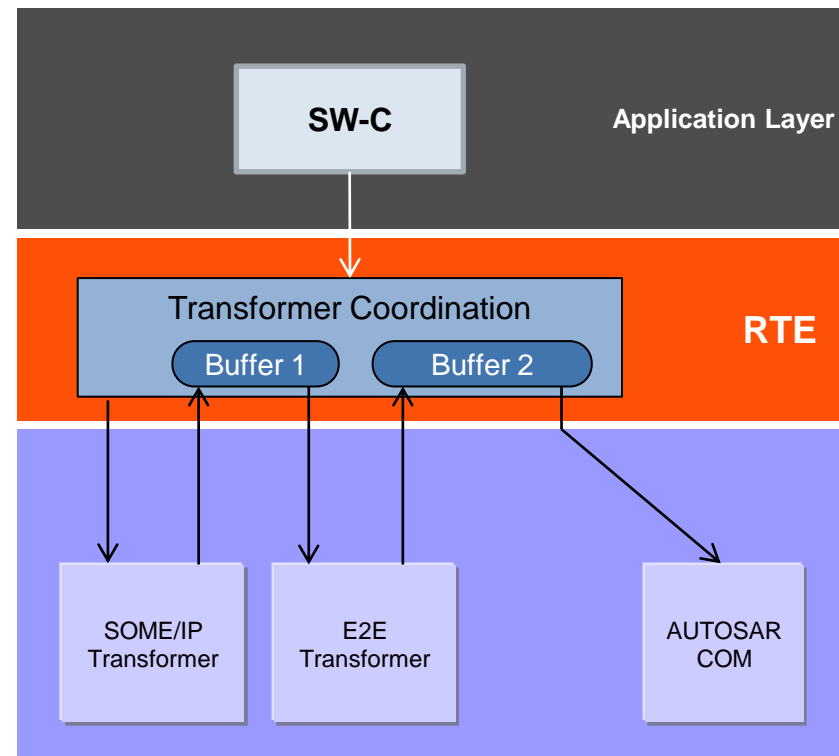 SW-C
Application Layer
Transformer Coordination
Buffer 1
Buffer 2
RTE
SOME/IP
Transformer
E2E
Transformer
AUTOSAR
COM